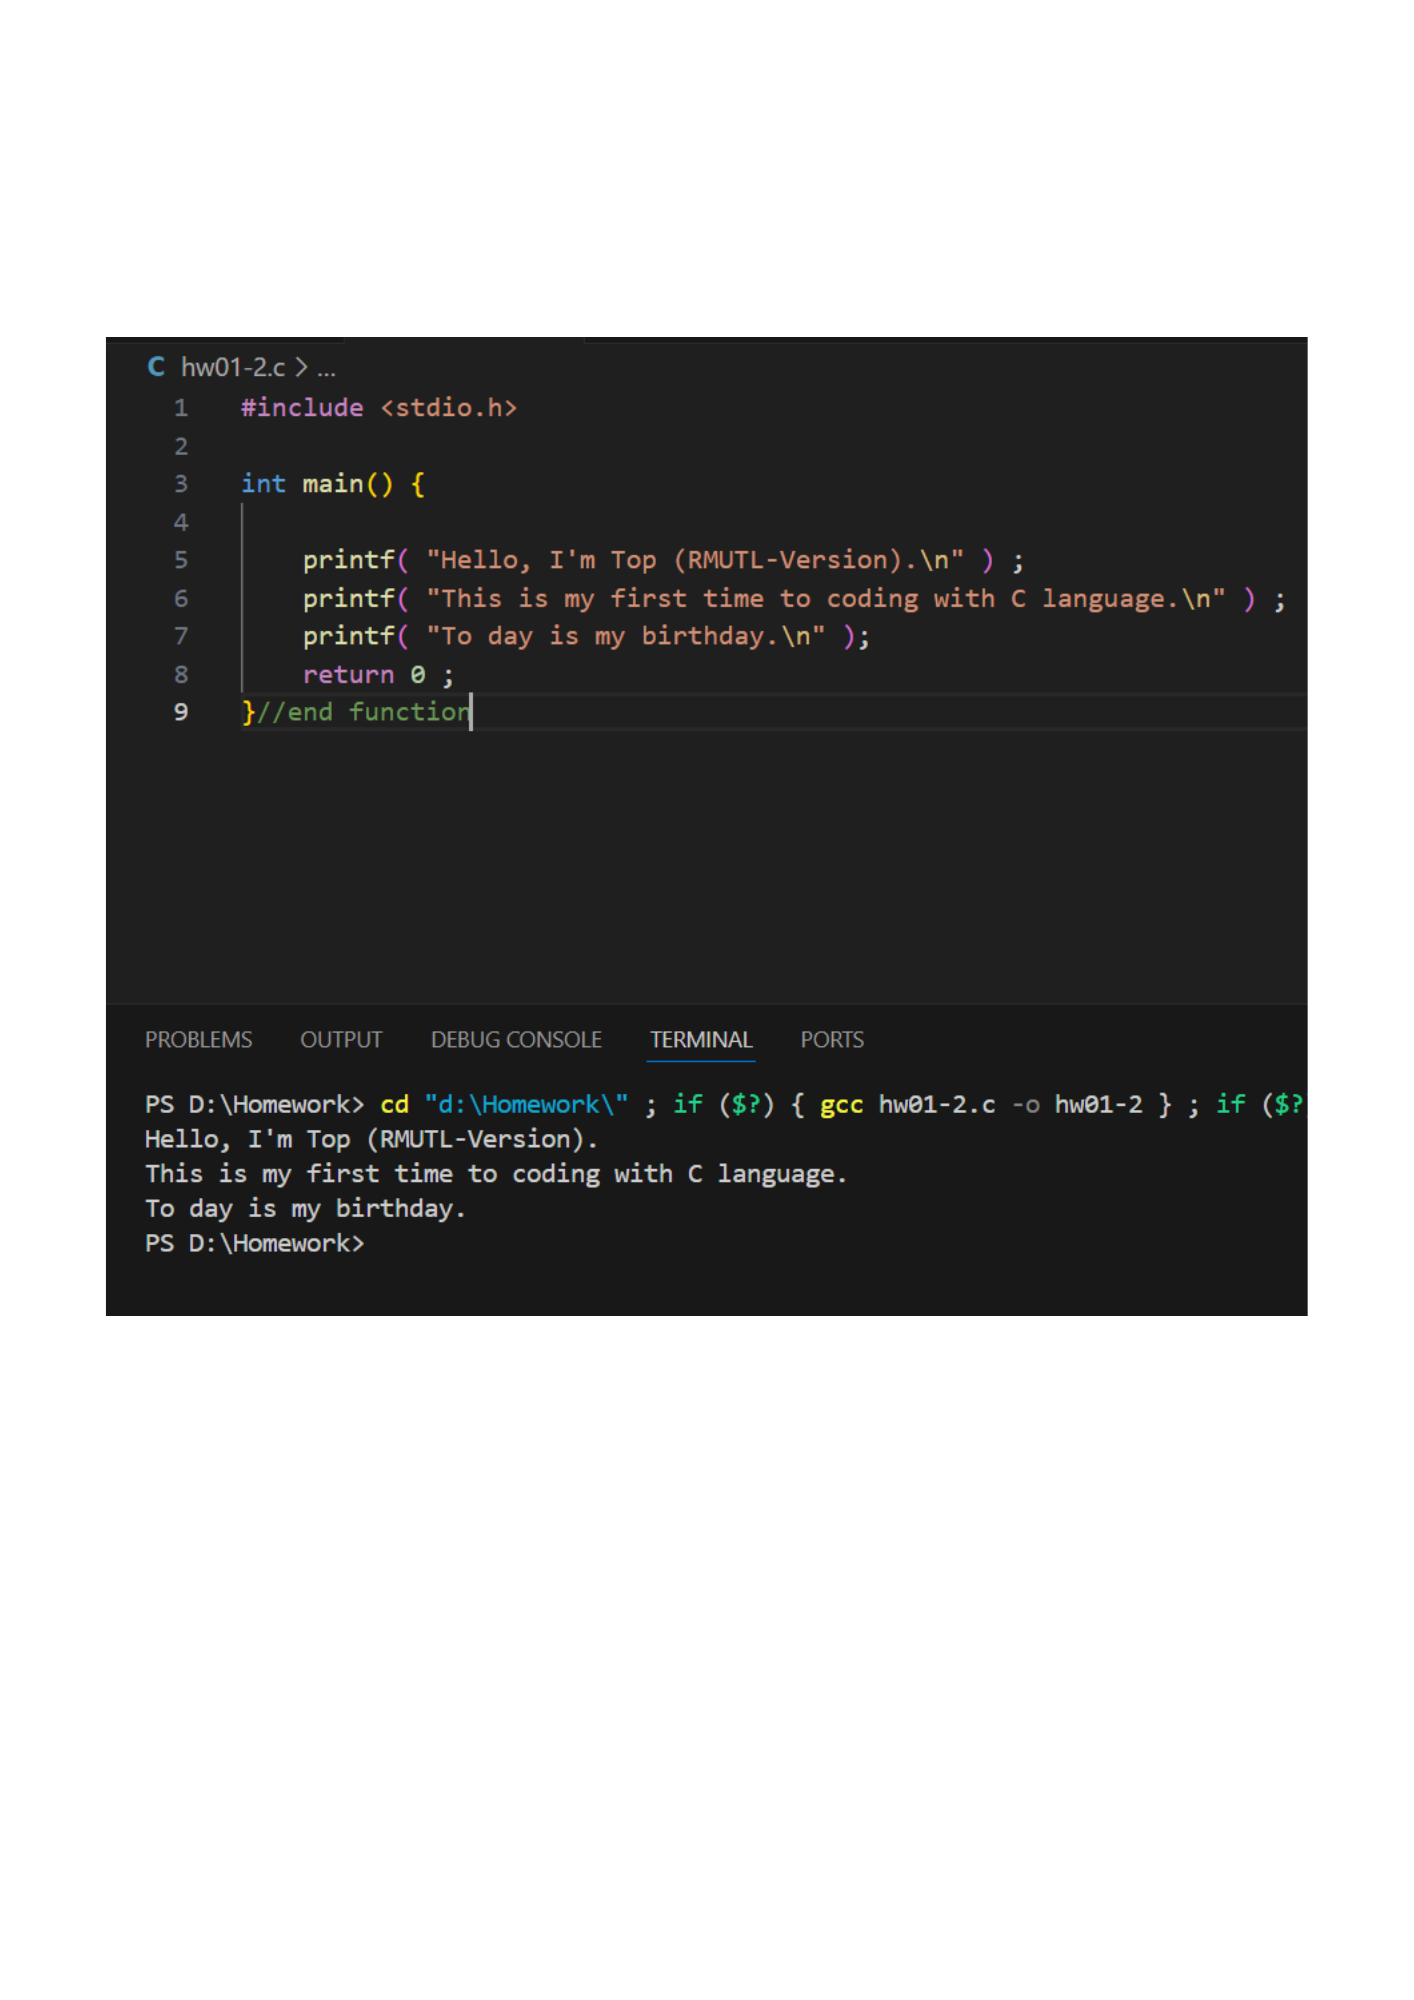 C hw01-2.c > ...
1 #include <stdio.h>
2
3 int main() {
4
5 printf( "Hello, I'm Top (RMUTL-Version).\n" ) ;
6 printf( "This is my first time to coding with C language.\n" ) ;
7 printf( "To day is my birthday.\n" );
8 return 0 ;
9 }//end function
PROBLEMS OUTPUT DEBUG CONSOLE TERMINAL PORTS
PS D:\Homework> cd "d:\Homework\" ; if ($?) { gcc hw01-2.c -o hw01-2 } ; if ($?
Hello, I'm Top (RMUTL-Version).
This is my first time to coding with C language.
To day is my birthday.
PS D:\Homework>